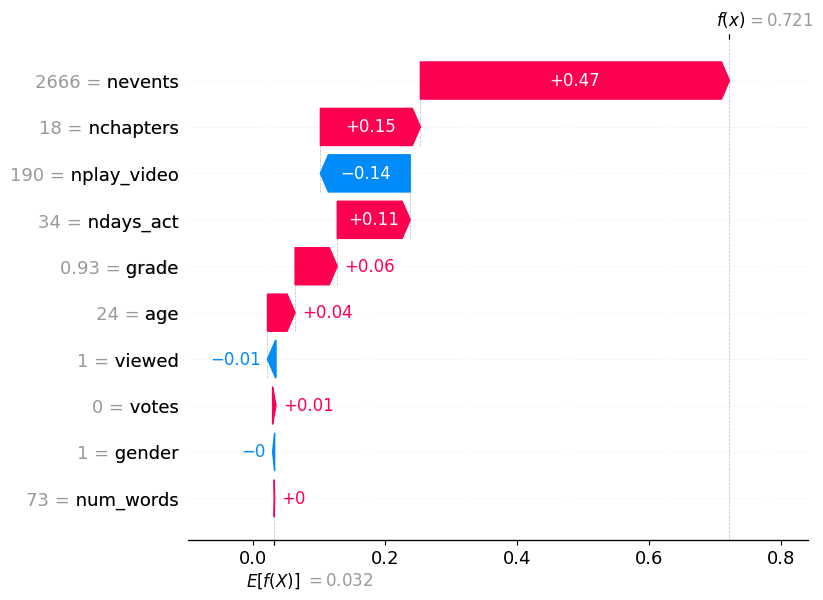 f(x) = 0.721
2666 = nevents +0.47
18 = nchapters +0.15
190 = nplay_video −0.14
34 = ndays_act +0.11
0.93 = grade +0.06
24 = age +0.04
1 = viewed −0.01
0 = votes +0.01
1 = gender −0
73 = num_words +0
0.0 0.2 0.4 0.6 0.8
E[f(X)] = 0.032